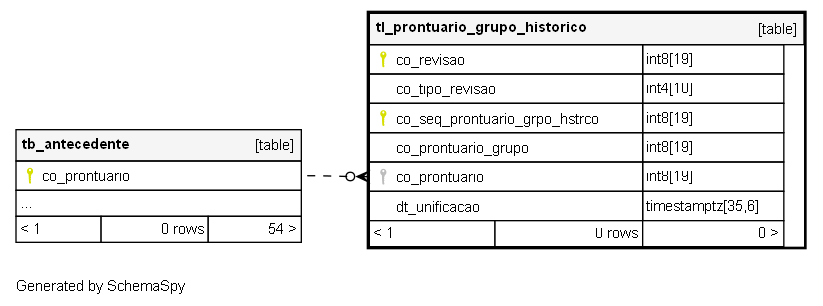 tl_prontuario_grupo_historico [table]
co_revisao int8[19]
co_tipo_revisao int4[10]
co_seq_prontuario_grpo_hstrco int8[19]
co_prontuario_grupo int8[19]
co_prontuario int8[19]
dt_unificacao timestamptz[35,6]
< 1 0 rows 0 >
tb_antecedente [table]
co_prontuario
...
< 1 0 rows 54 >
Generated by SchemaSpy